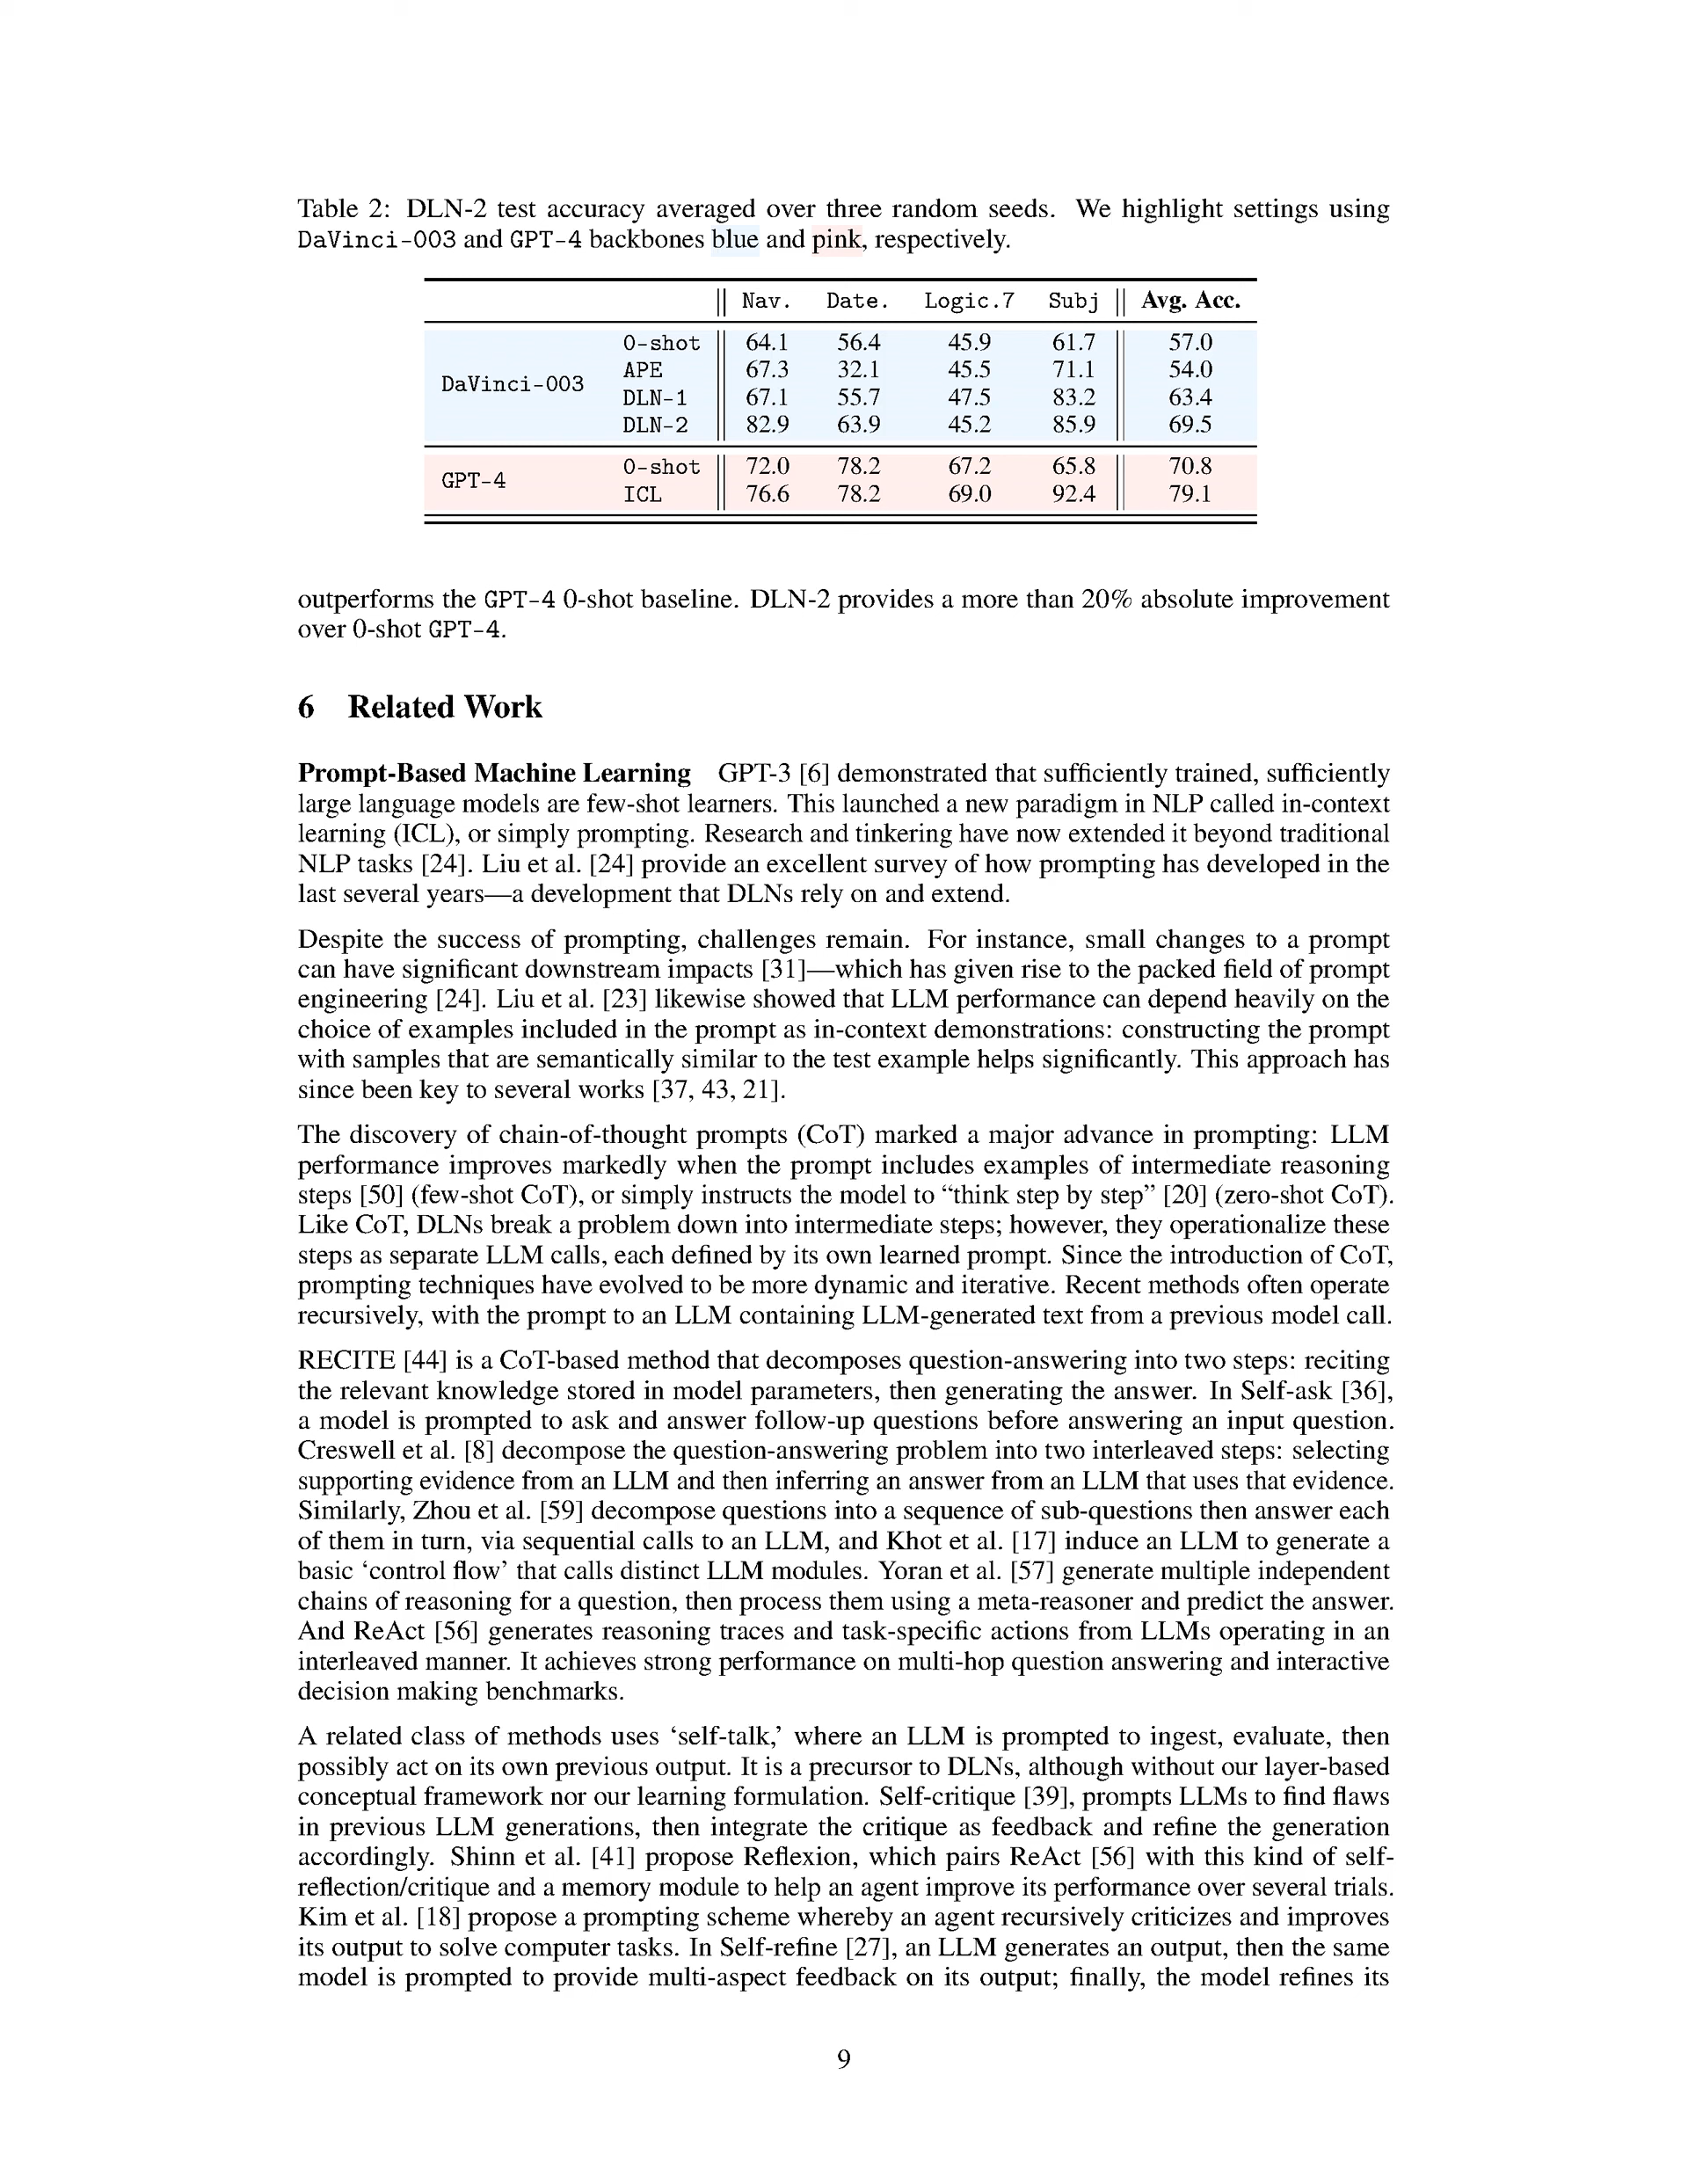 Table 2: DLN-2 test accuracy averaged over three random seeds. We highlight settings using
DaVinci-003 and GPT-4 backbones blue and pink, respectively.
Nav. Date. Logic.7 Subj Avg. Acc.
DaVinci-003
0-shot 64.1 56.4 45.9 61.7 57.0
APE 67.3 32.1 45.5 71.1 54.0
DLN-1 67.1 55.7 47.5 83.2 63.4
DLN-2 82.9 63.9 45.2 85.9 69.5
GPT-4
0-shot 72.0 78.2 67.2 65.8 70.8
ICL 76.6 78.2 69.0 92.4 79.1
outperforms the GPT-4 0-shot baseline. DLN-2 provides a more than 20% absolute improvement
over 0-shot GPT-4.
6 Related Work
Prompt-Based Machine Learning GPT-3 [6] demonstrated that sufficiently trained, sufficiently
large language models are few-shot learners. This launched a new paradigm in NLP called in-context
learning (ICL), or simply prompting. Research and tinkering have now extended it beyond traditional
NLP tasks [24]. Liu et al. [24] provide an excellent survey of how prompting has developed in the
last several years—a development that DLNs rely on and extend.
Despite the success of prompting, challenges remain. For instance, small changes to a prompt
can have significant downstream impacts [31]—which has given rise to the packed field of prompt
engineering [24]. Liu et al. [23] likewise showed that LLM performance can depend heavily on the
choice of examples included in the prompt as in-context demonstrations: constructing the prompt
with samples that are semantically similar to the test example helps significantly. This approach has
since been key to several works [37, 43, 21].
The discovery of chain-of-thought prompts (CoT) marked a major advance in prompting: LLM
performance improves markedly when the prompt includes examples of intermediate reasoning
steps [50] (few-shot CoT), or simply instructs the model to “think step by step” [20] (zero-shot CoT).
Like CoT, DLNs break a problem down into intermediate steps; however, they operationalize these
steps as separate LLM calls, each defined by its own learned prompt. Since the introduction of CoT,
prompting techniques have evolved to be more dynamic and iterative. Recent methods often operate
recursively, with the prompt to an LLM containing LLM-generated text from a previous model call.
RECITE [44] is a CoT-based method that decomposes question-answering into two steps: reciting
the relevant knowledge stored in model parameters, then generating the answer. In Self-ask [36],
a model is prompted to ask and answer follow-up questions before answering an input question.
Creswell et al. [8] decompose the question-answering problem into two interleaved steps: selecting
supporting evidence from an LLM and then inferring an answer from an LLM that uses that evidence.
Similarly, Zhou et al. [59] decompose questions into a sequence of sub-questions then answer each
of them in turn, via sequential calls to an LLM, and Khot et al. [17] induce an LLM to generate a
basic ‘control flow’ that calls distinct LLM modules. Yoran et al. [57] generate multiple independent
chains of reasoning for a question, then process them using a meta-reasoner and predict the answer.
And ReAct [56] generates reasoning traces and task-specific actions from LLMs operating in an
interleaved manner. It achieves strong performance on multi-hop question answering and interactive
decision making benchmarks.
A related class of methods uses ‘self-talk,’ where an LLM is prompted to ingest, evaluate, then
possibly act on its own previous output. It is a precursor to DLNs, although without our layer-based
conceptual framework nor our learning formulation. Self-critique [39], prompts LLMs to find flaws
in previous LLM generations, then integrate the critique as feedback and refine the generation
accordingly. Shinn et al. [41] propose Reflexion, which pairs ReAct [56] with this kind of self-
reflection/critique and a memory module to help an agent improve its performance over several trials.
Kim et al. [18] propose a prompting scheme whereby an agent recursively criticizes and improves
its output to solve computer tasks. In Self-refine [27], an LLM generates an output, then the same
model is prompted to provide multi-aspect feedback on its output; finally, the model refines its
9